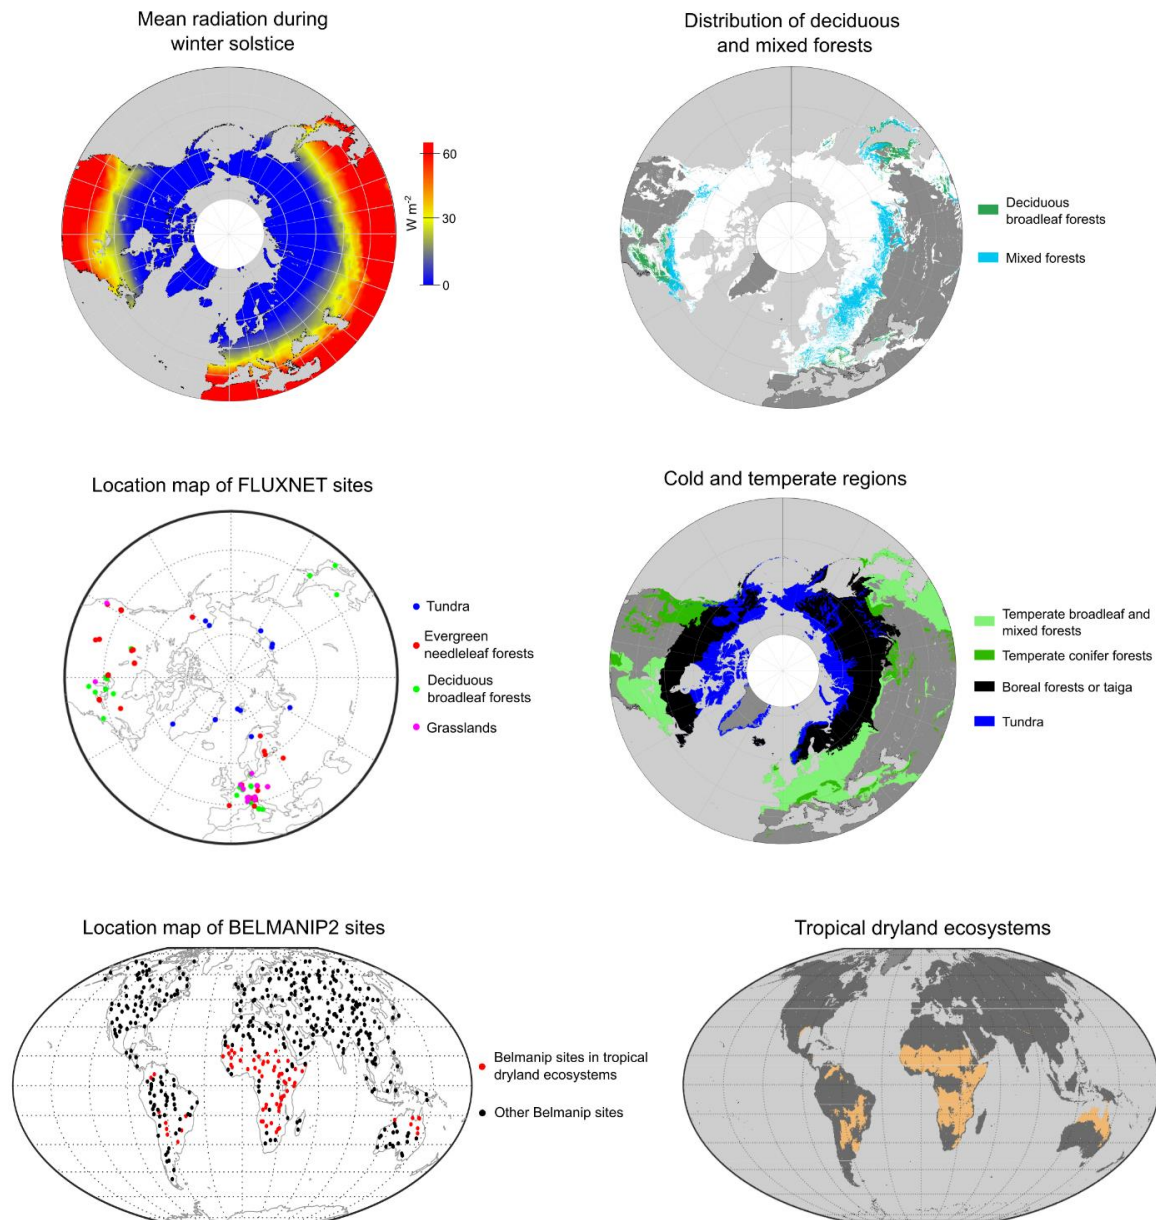 Mean radiation during
winter solstice
60
30
0
W m-2
Distribution of deciduous
and mixed forests
Deciduous
broadleaf forests
Mixed forests
Location map of FLUXNET sites
Tundra
Evergreen
needleleaf forests
Deciduous
broadleaf forests
Grasslands
Cold and temperate regions
Temperate broadleaf and
mixed forests
Temperate conifer forests
Boreal forests or taiga
Tundra
Location map of BELMANIP2 sites
Belmanip sites in tropical
dryland ecosystems
Other Belmanip sites
Tropical dryland ecosystems